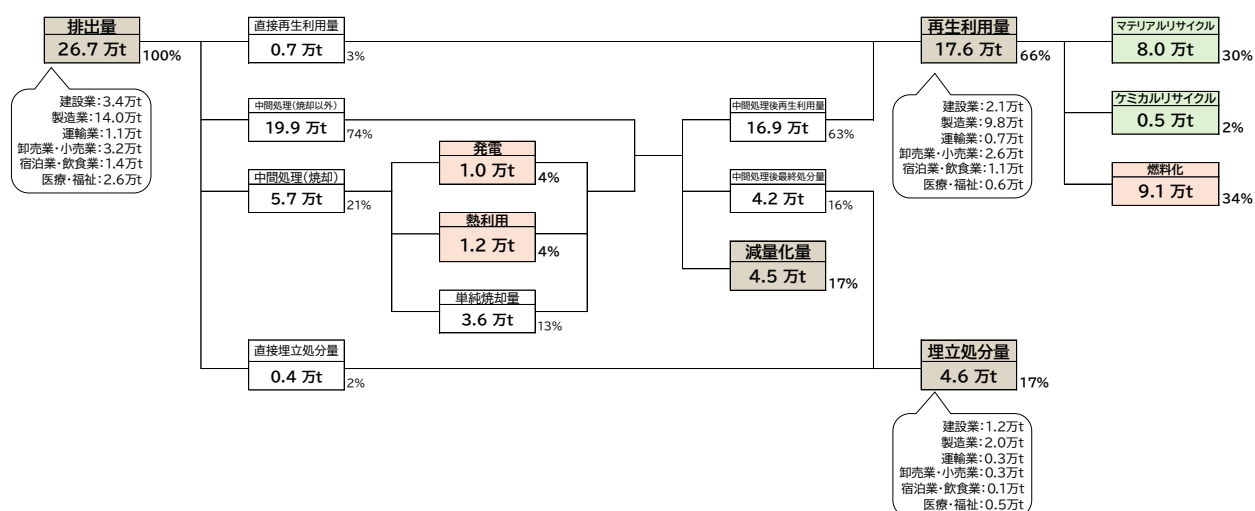 排出量
26.7 万t
100%
建設業:3.4万t
製造業:14.0万t
運輸業:1.1万t
卸売業・小売業:3.2万t
宿泊業・飲食業:1.4万t
医療・福祉:2.6万t
直接再生利用量
0.7 万t
3%
中間処理(焼却以外)
19.9 万t
74%
中間処理(焼却)
5.7 万t
21%
直接埋立処分量
0.4 万t
2%
発電
1.0 万t
4%
熱利用
1.2 万t
4%
単純焼却量
3.6 万t
13%
中間処理後再生利用量
16.9 万t
63%
中間処理後最終処分量
4.2 万t
16%
減量化量
4.5 万t
17%
再生利用量
17.6 万t
66%
建設業:2.1万t
製造業:9.8万t
運輸業:0.7万t
卸売業・小売業:2.6万t
宿泊業・飲食業:1.1万t
医療・福祉:0.6万t
埋立処分量
4.6 万t
17%
建設業:1.2万t
製造業:2.0万t
運輸業:0.3万t
卸売業・小売業:0.3万t
宿泊業・飲食業:0.1万t
医療・福祉:0.5万t
マテリアルリサイクル
8.0 万t
30%
ケミカルリサイクル
0.5 万t
2%
燃料化
9.1 万t
34%